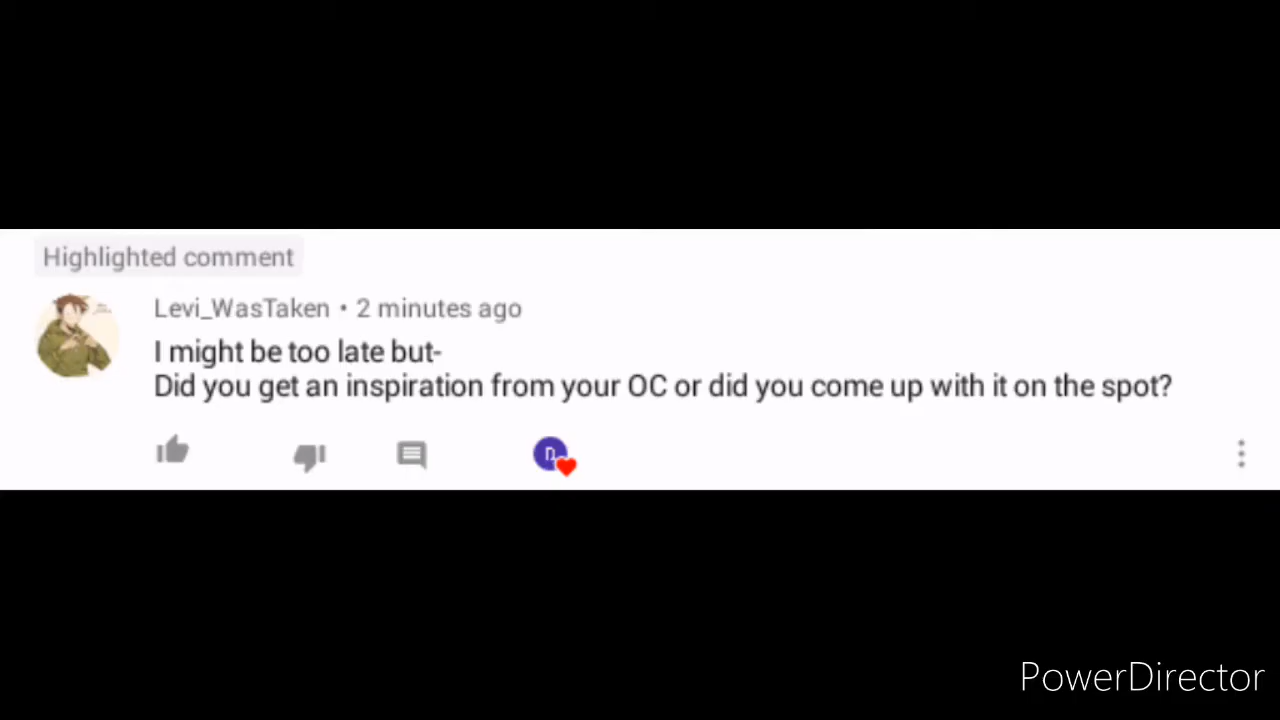 Highlighted comment
Levi_WasTaken • 2 minutes ago
I might be too late but-
Did you get an inspiration from your OC or did you come up with it on the spot?
n
PowerDirector